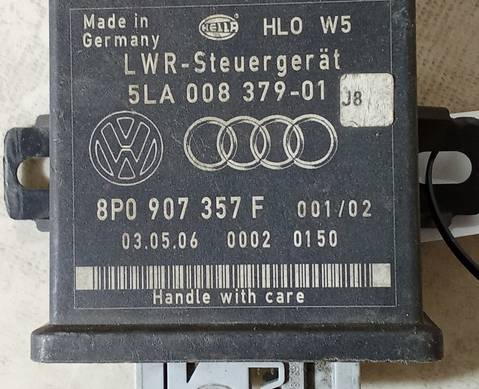 Made in
Germany
HELLA
HLO W5
LWR-Steuergerät
5LA 008 379-01
J8
8P0 907 357 F 001/02
03.05.06 0002 0150
Handle with care